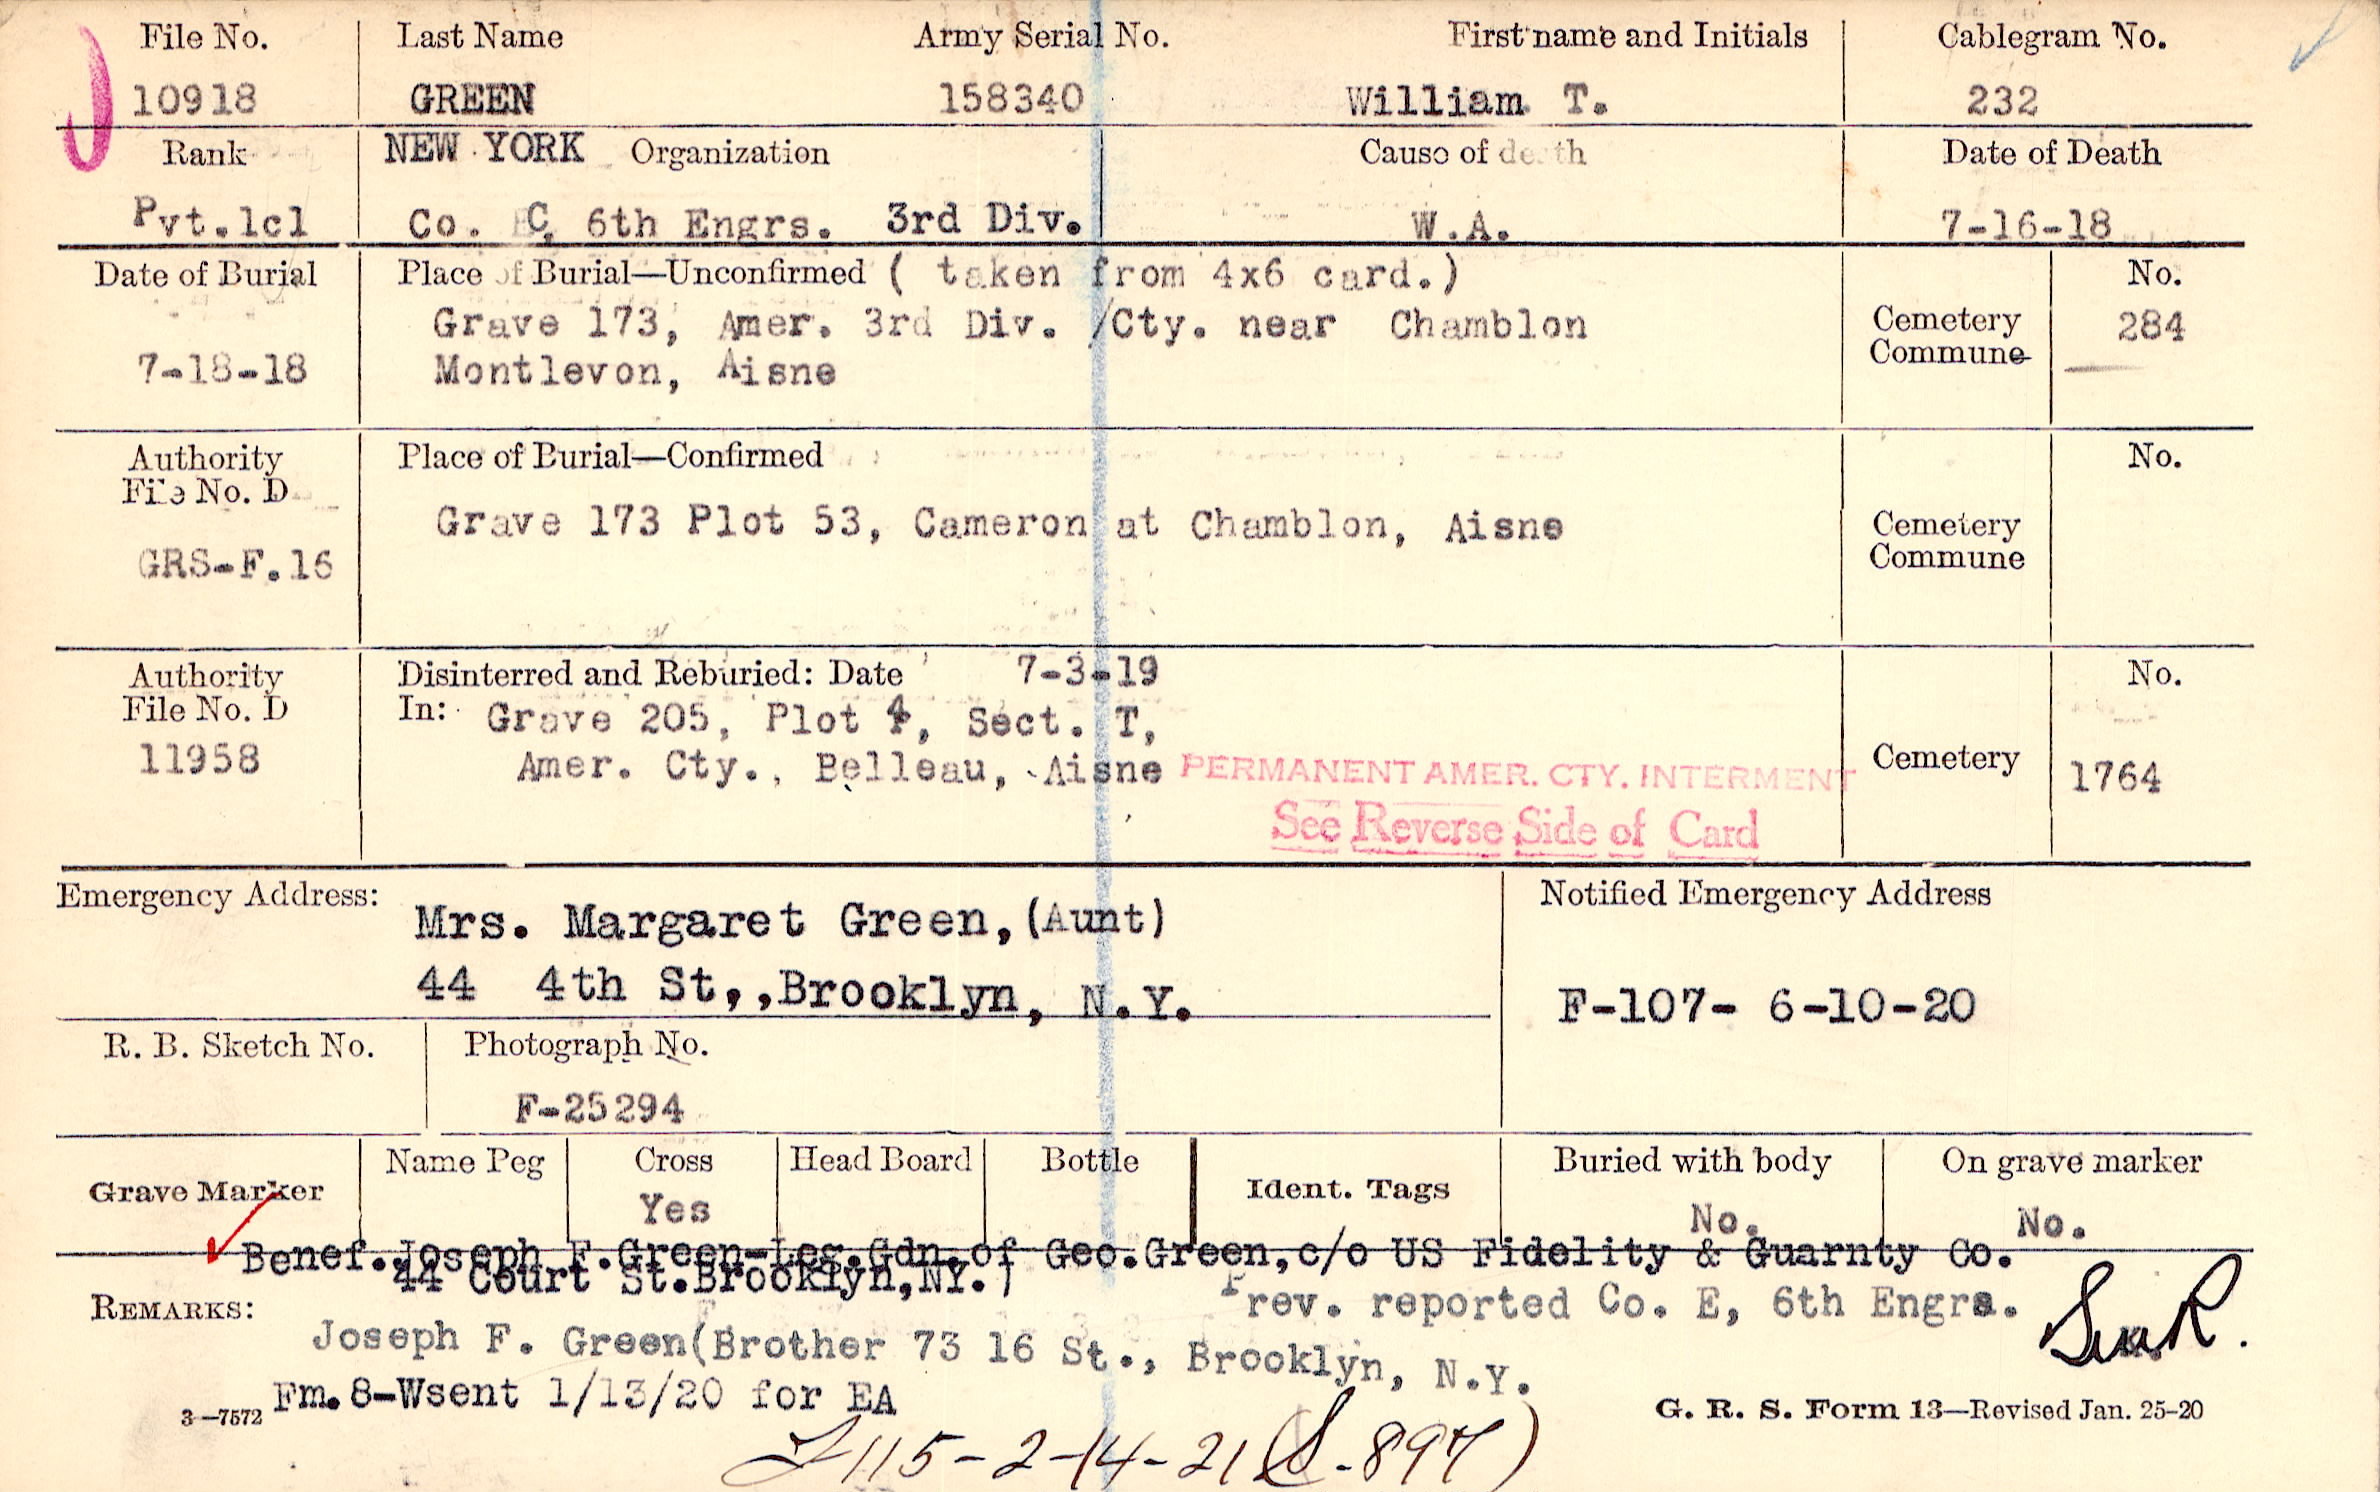 File No. Last Name Army Serial No. First name and Initials Cablegram No.
10918 GREEN 158340 William T. 232
Rank NEW YORK Organization Cause of death Date of Death
Pvt.1cl Co. C, 6th Engrs. 3rd Div. W.A. 7-16-18
Date of Burial Place of Burial—Unconfirmed ( taken from 4x6 card.) No.
Grave 173, Amer. 3rd Div. /Cty. near Chamblon Cemetery 284
7-18-18 Montlevon, Aisne Commune
Authority Place of Burial—Confirmed No.
File No. D
Grave 173 Plot 53, Cameron at Chamblon, Aisne Cemetery
GRS-F.16 Commune
Authority Disinterred and Reburied: Date 7-3-19 No.
File No. D In: Grave 205, Plot 4, Sect. T,
11958 Amer. Cty., Belleau, Aisne PERMANENT AMER. CTY. INTERMENT Cemetery 1764
See Reverse Side of Card
Emergency Address: Notified Emergency Address
Mrs. Margaret Green,(Aunt)
44 4th St,,Brooklyn, N.Y. F-107- 6-10-20
R. B. Sketch No. Photograph No.
F-25294
Grave Marker Name Peg Cross Head Board Bottle Ident. Tags Buried with body On grave marker
Yes No. No.
Benef.Joseph F.Green-Leg.Gdn.of Geo.Green,c/o US Fidelity & Guarnty Co.
44 Court St.Brooklyn,NY.)
REMARKS: Prev. reported Co. E, 6th Engrs.
Joseph F. Green(Brother 73 16 St., Brooklyn, N.Y.
Fm.8-Wsent 1/13/20 for EA
3—7572 G. R. S. Form 13—Revised Jan. 25-20
115-2-14-21 (S-897)